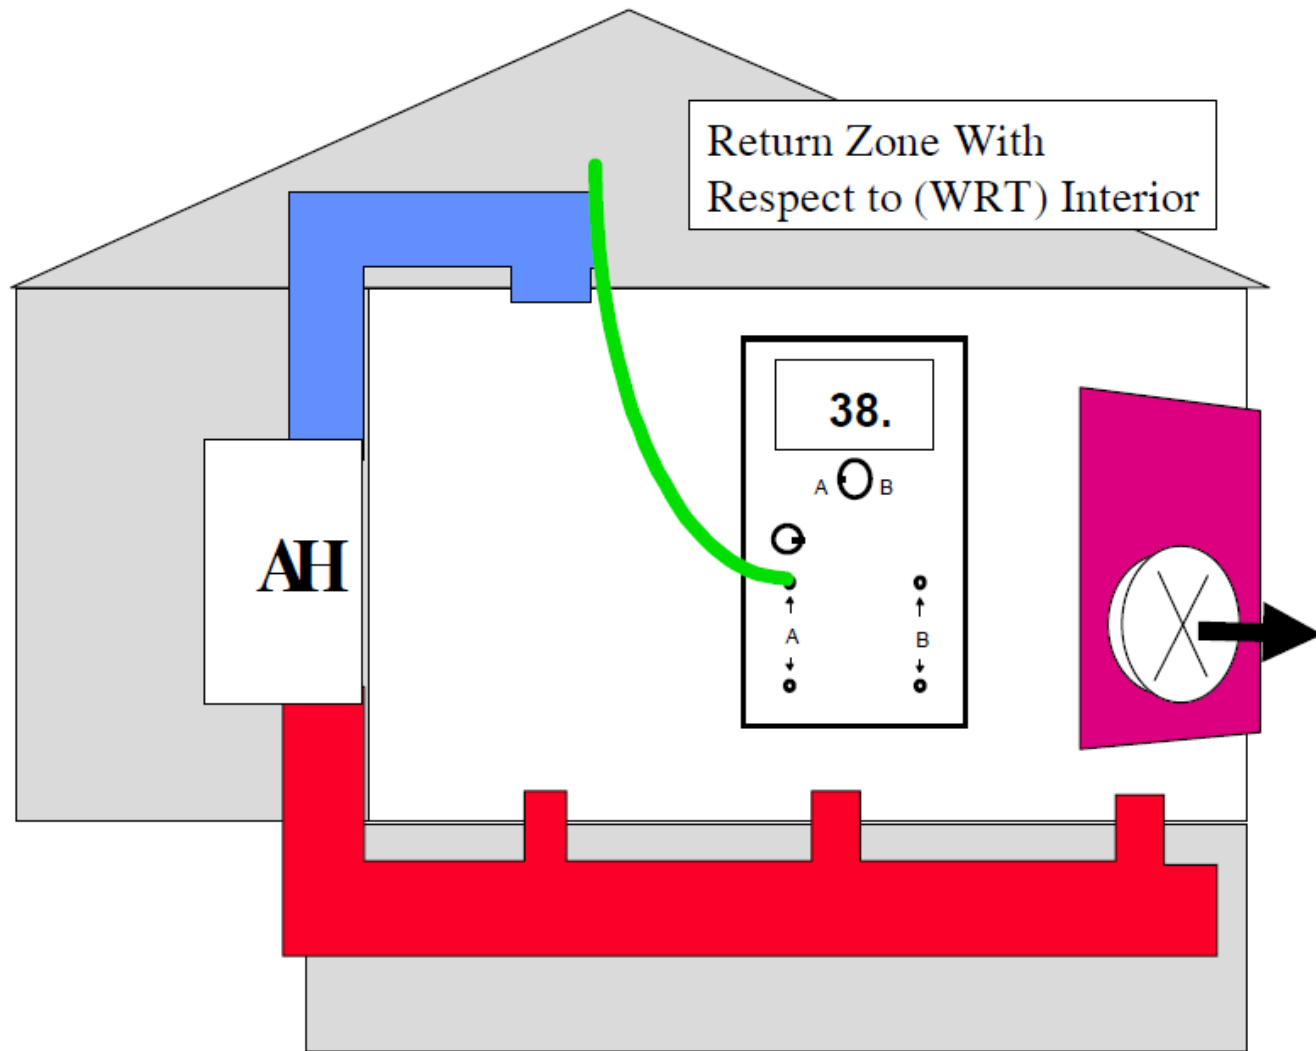 Return Zone With
Respect to (WRT) Interior
38.
A B
AH
A B